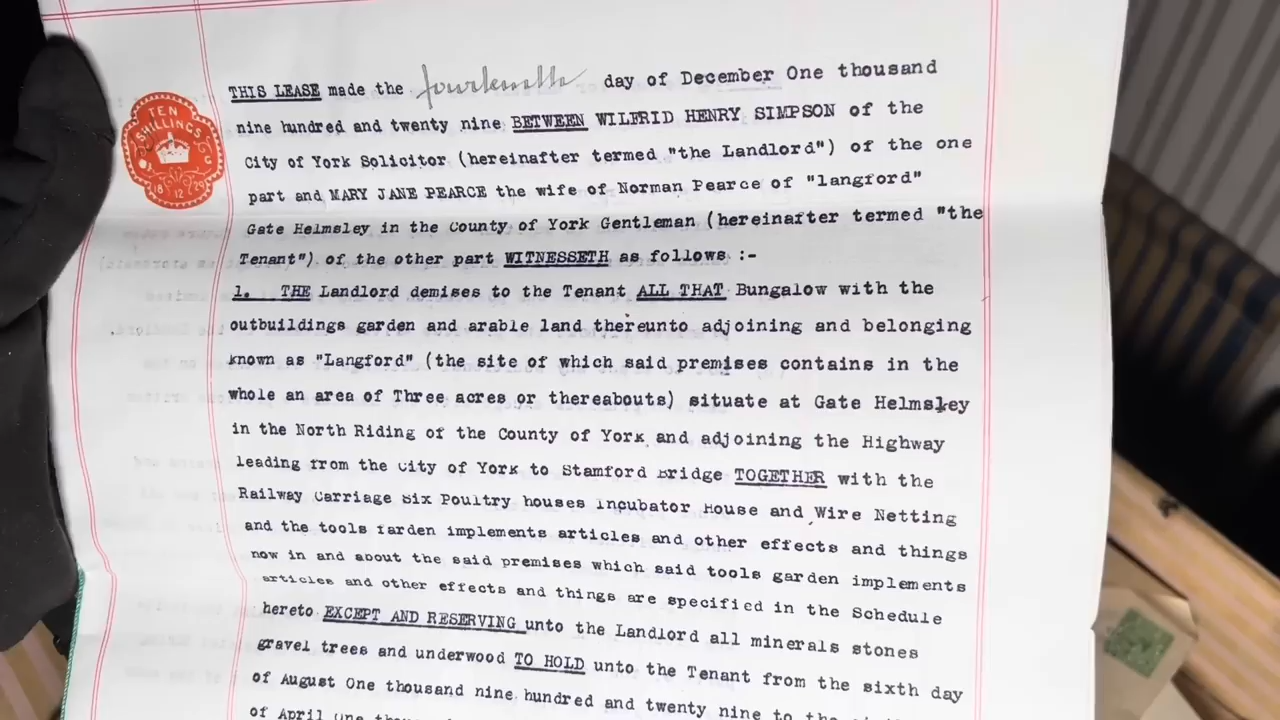 TEN
SHILLINGS
18 12 29
THIS LEASE made the fourteenth day of December One thousand
nine hundred and twenty nine BETWEEN WILFRID HENRY SIMPSON of the
City of York Solicitor (hereinafter termed "the Landlord") of the one
part and MARY JANE PEARCE the wife of Norman Pearce of "langford"
Gate Helmsley in the County of York Gentleman (hereinafter termed "the
Tenant") of the other part WITNESSETH as follows :-
1. THE Landlord demises to the Tenant ALL THAT Bungalow with the
outbuildings garden and arable land thereunto adjoining and belonging
known as "Langford" (the site of which said premises contains in the
whole an area of Three acres or thereabouts) situate at Gate Helmsley
in the North Riding of the County of York and adjoining the Highway
leading from the City of York to Stamford Bridge TOGETHER with the
Railway Carriage Six Poultry houses Incubator House and Wire Netting
and the tools farden implements articles and other effects and things
now in and about the said premises which said tools garden implements
articles and other effects and things are specified in the Schedule
hereto EXCEPT AND RESERVING unto the Landlord all minerals stones
gravel trees and underwood TO HOLD unto the Tenant from the sixth day
of August One thousand nine hundred and twenty nine to the
of April One